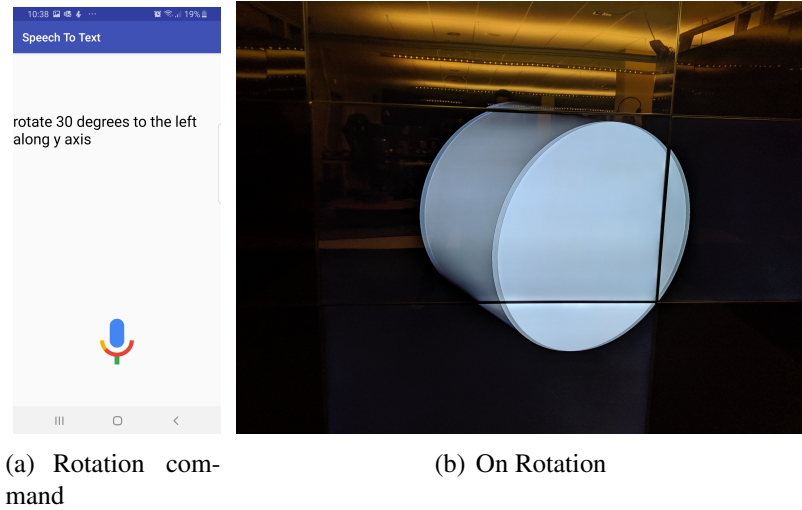 10:38
19%
Speech To Text
rotate 30 degrees to the left
along y axis
(a) Rotation com-
mand
(b) On Rotation